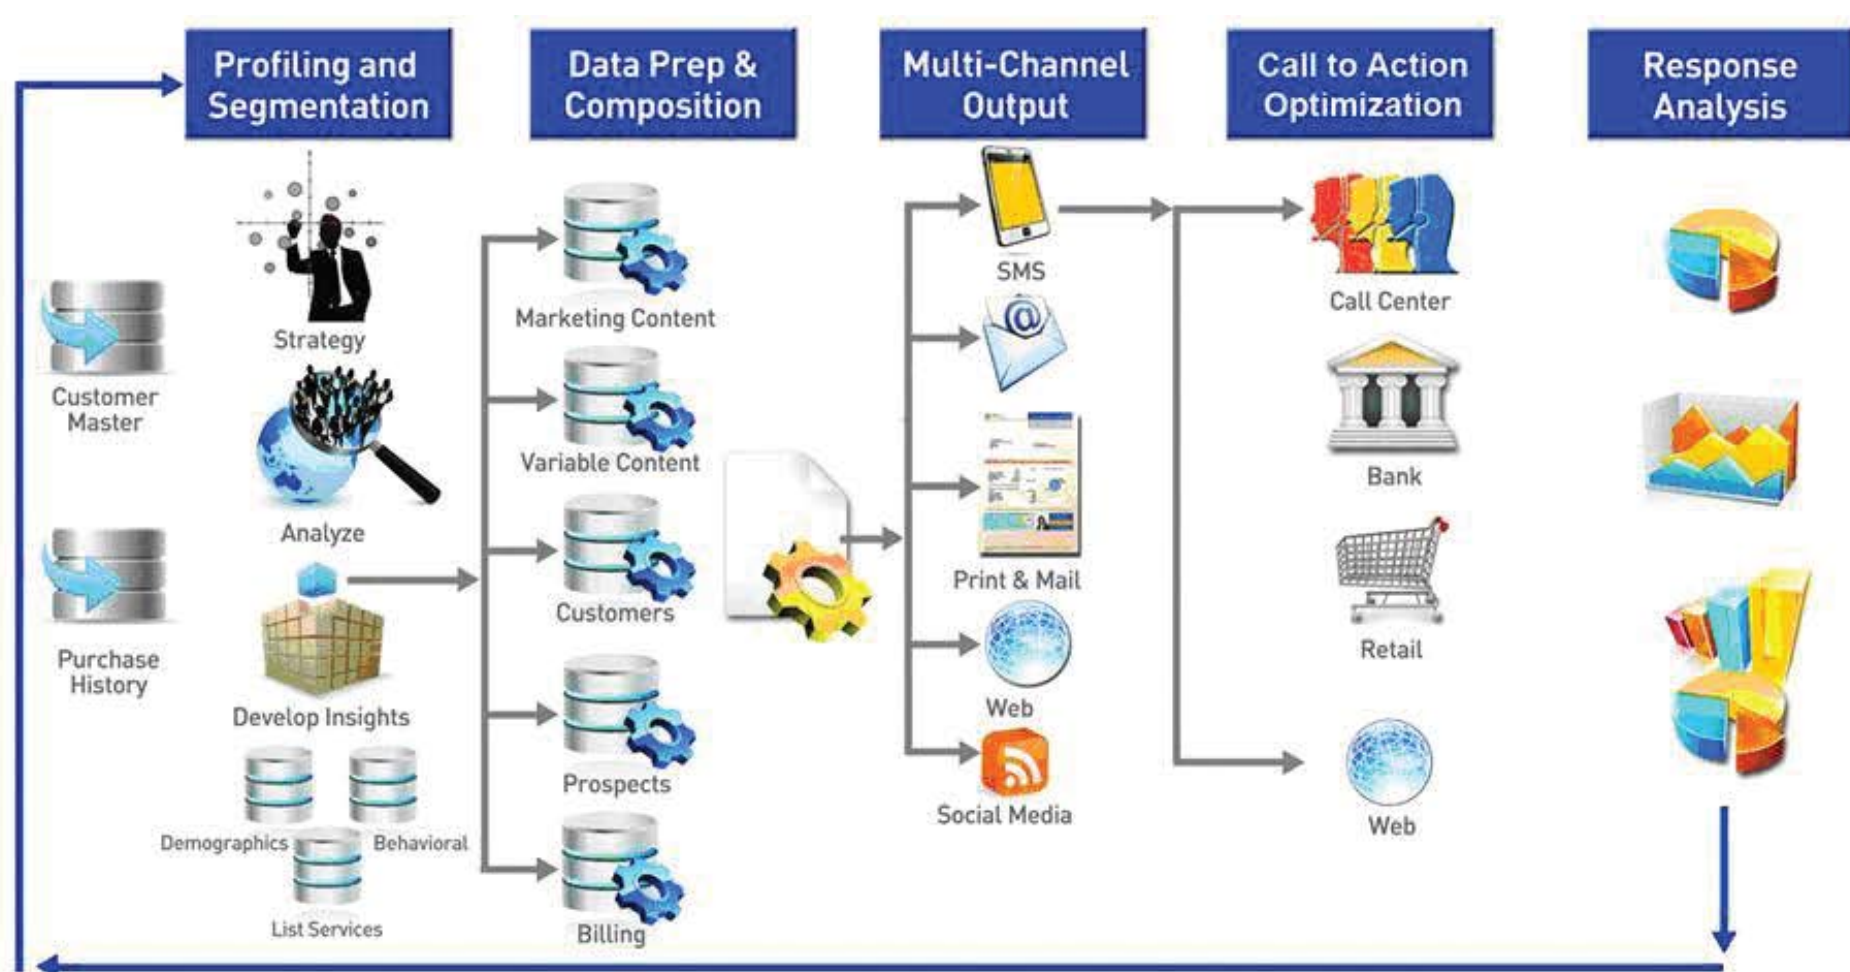 Profiling and
Segmentation
Data Prep &
Composition
Multi-Channel
Output
Call to Action
Optimization
Response
Analysis
Customer
Master
Purchase
History
Strategy
Analyze
Develop Insights
Demographics
Behavioral
List Services
Marketing Content
Variable Content
Customers
Prospects
Billing
SMS
@
Print & Mail
Web
Social Media
Call Center
Bank
Retail
Web